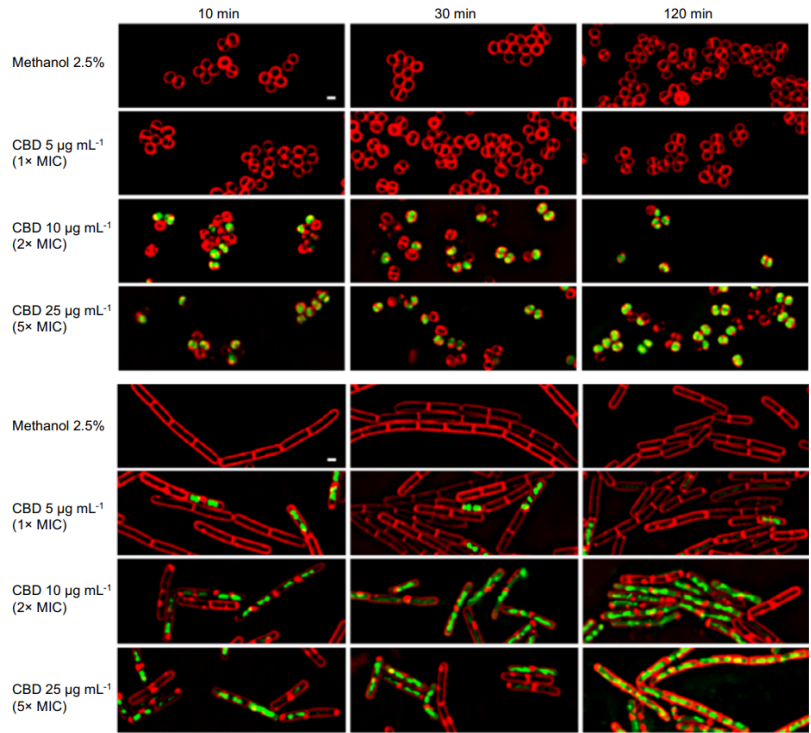 10 min 30 min 120 min
Methanol 2.5%
CBD 5 µg mL⁻¹
(1× MIC)
CBD 10 µg mL⁻¹
(2× MIC)
CBD 25 µg mL⁻¹
(5× MIC)
Methanol 2.5%
CBD 5 µg mL⁻¹
(1× MIC)
CBD 10 µg mL⁻¹
(2× MIC)
CBD 25 µg mL⁻¹
(5× MIC)